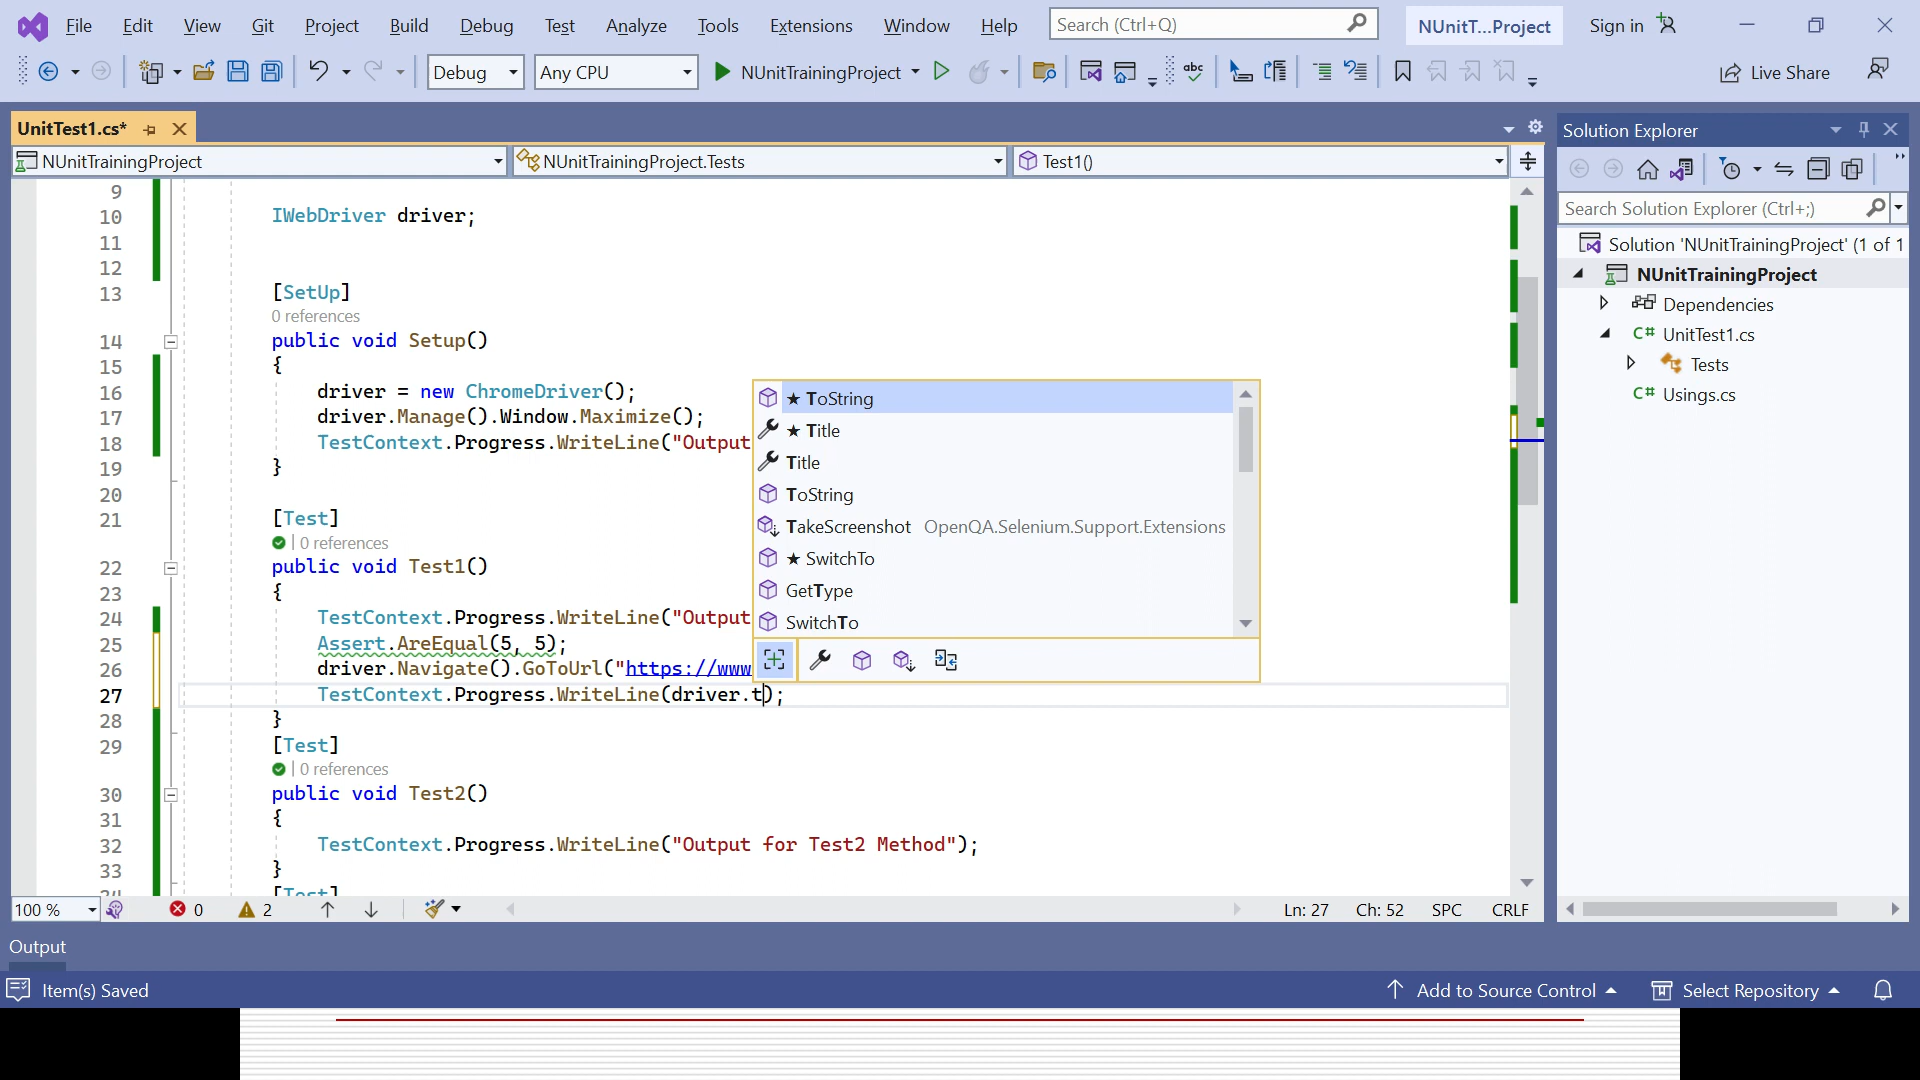 File Edit View Git Project Build Debug Test Analyze Tools Extensions Window Help Search (Ctrl+Q) NUnitT...Project Sign in
Debug Any CPU NUnitTrainingProject Live Share
UnitTest1.cs*
NUnitTrainingProject NUnitTrainingProject.Tests Test1()
9
10 IWebDriver driver;
11
12
13 [SetUp]
0 references
14 public void Setup()
15 {
16 driver = new ChromeDriver();
17 driver.Manage().Window.Maximize();
18 TestContext.Progress.WriteLine("Output
19 }
20
21 [Test]
0 references
22 public void Test1()
23 {
24 TestContext.Progress.WriteLine("Output
25 Assert.AreEqual(5, 5);
26 driver.Navigate().GoToUrl("https://www
27 TestContext.Progress.WriteLine(driver.t);
28 }
29 [Test]
0 references
30 public void Test2()
31 {
32 TestContext.Progress.WriteLine("Output for Test2 Method");
33 }
34 [Test]
★ ToString
★ Title
Title
ToString
TakeScreenshot OpenQA.Selenium.Support.Extensions
★ SwitchTo
GetType
SwitchTo
Solution Explorer
Search Solution Explorer (Ctrl+;)
Solution 'NUnitTrainingProject' (1 of 1
NUnitTrainingProject
Dependencies
C# UnitTest1.cs
Tests
C# Usings.cs
100 % 0 2 Ln: 27 Ch: 52 SPC CRLF
Output
Item(s) Saved Add to Source Control Select Repository